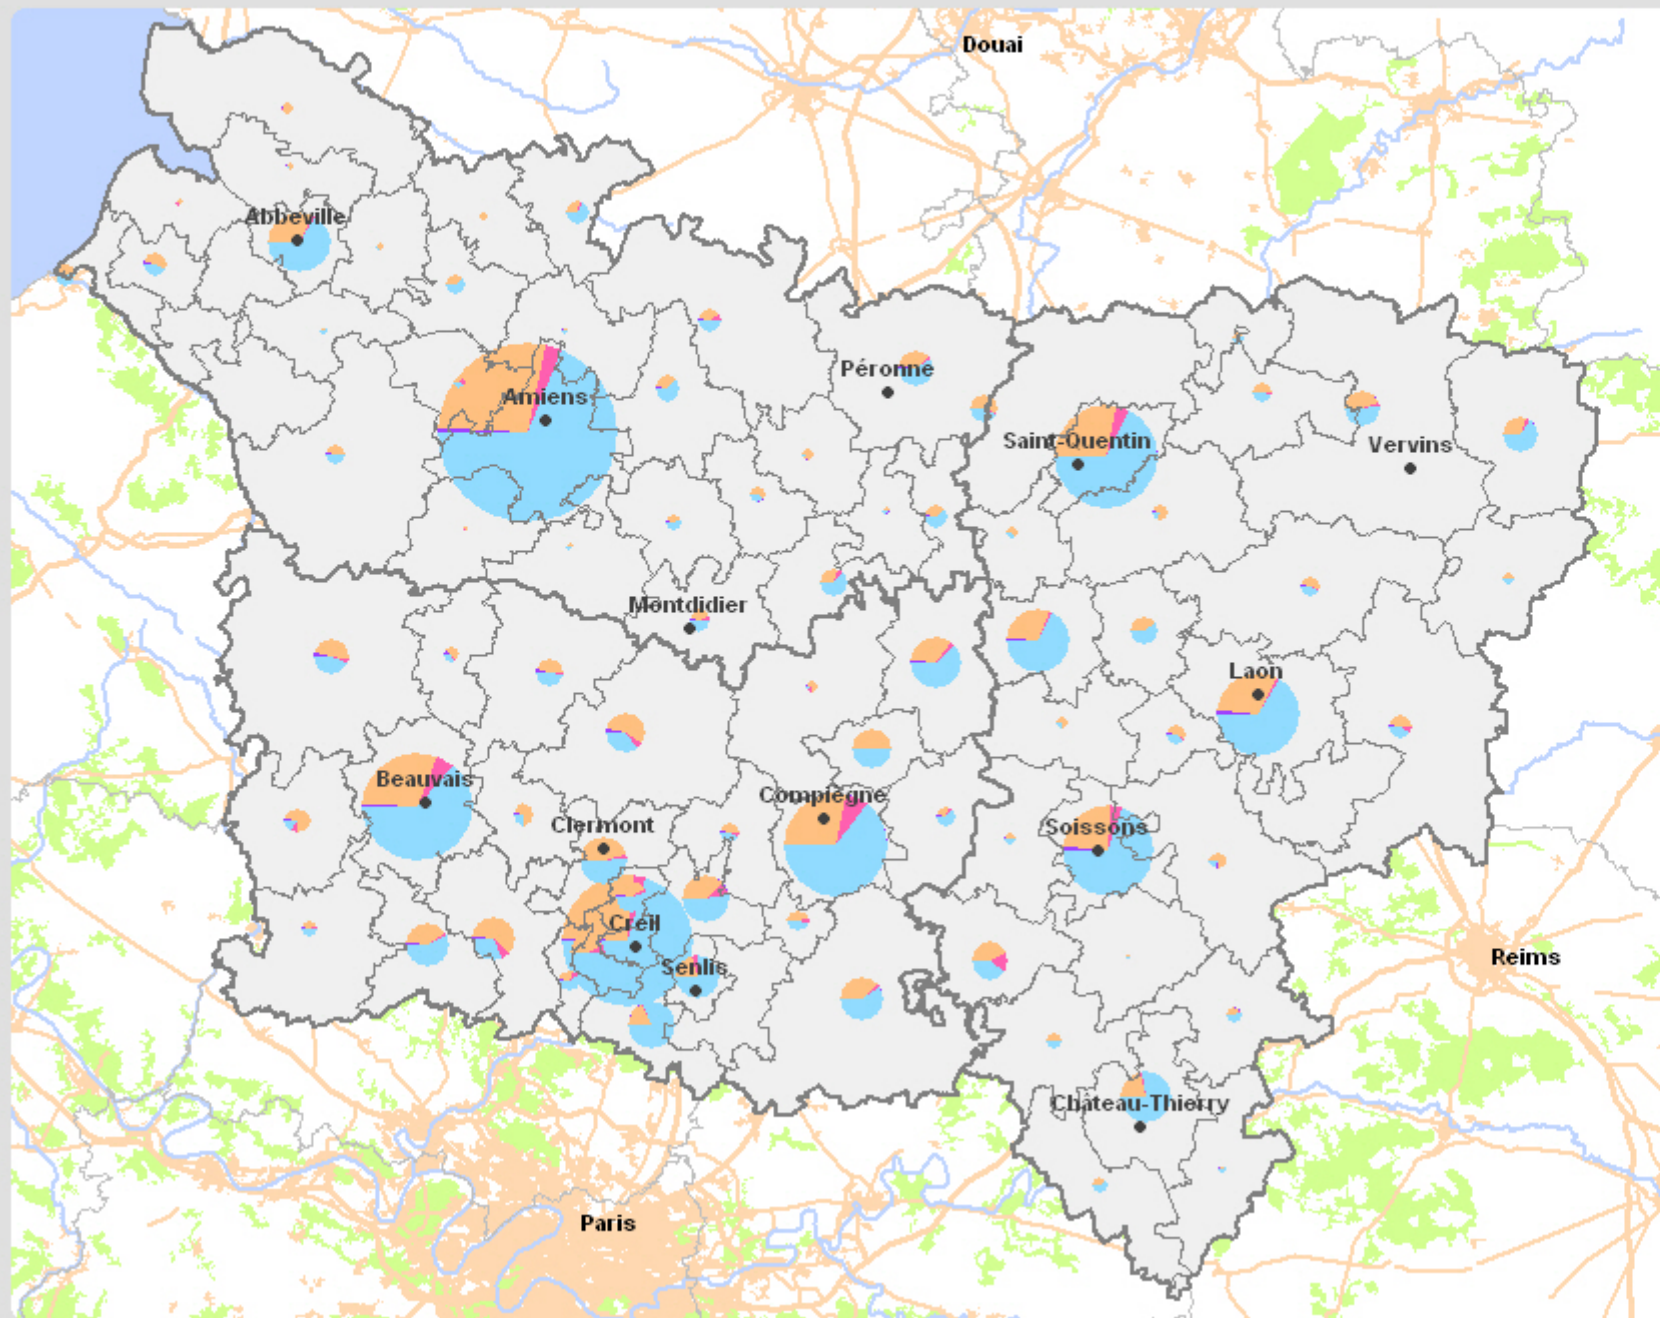 Douai
Abbeville
Péronne
Amiens
Saint-Quentin
Vervins
Montdidier
Laon
Beauvais
Compiègne
Clermont
Soissons
Creil
Senlis
Reims
Château-Thierry
Paris